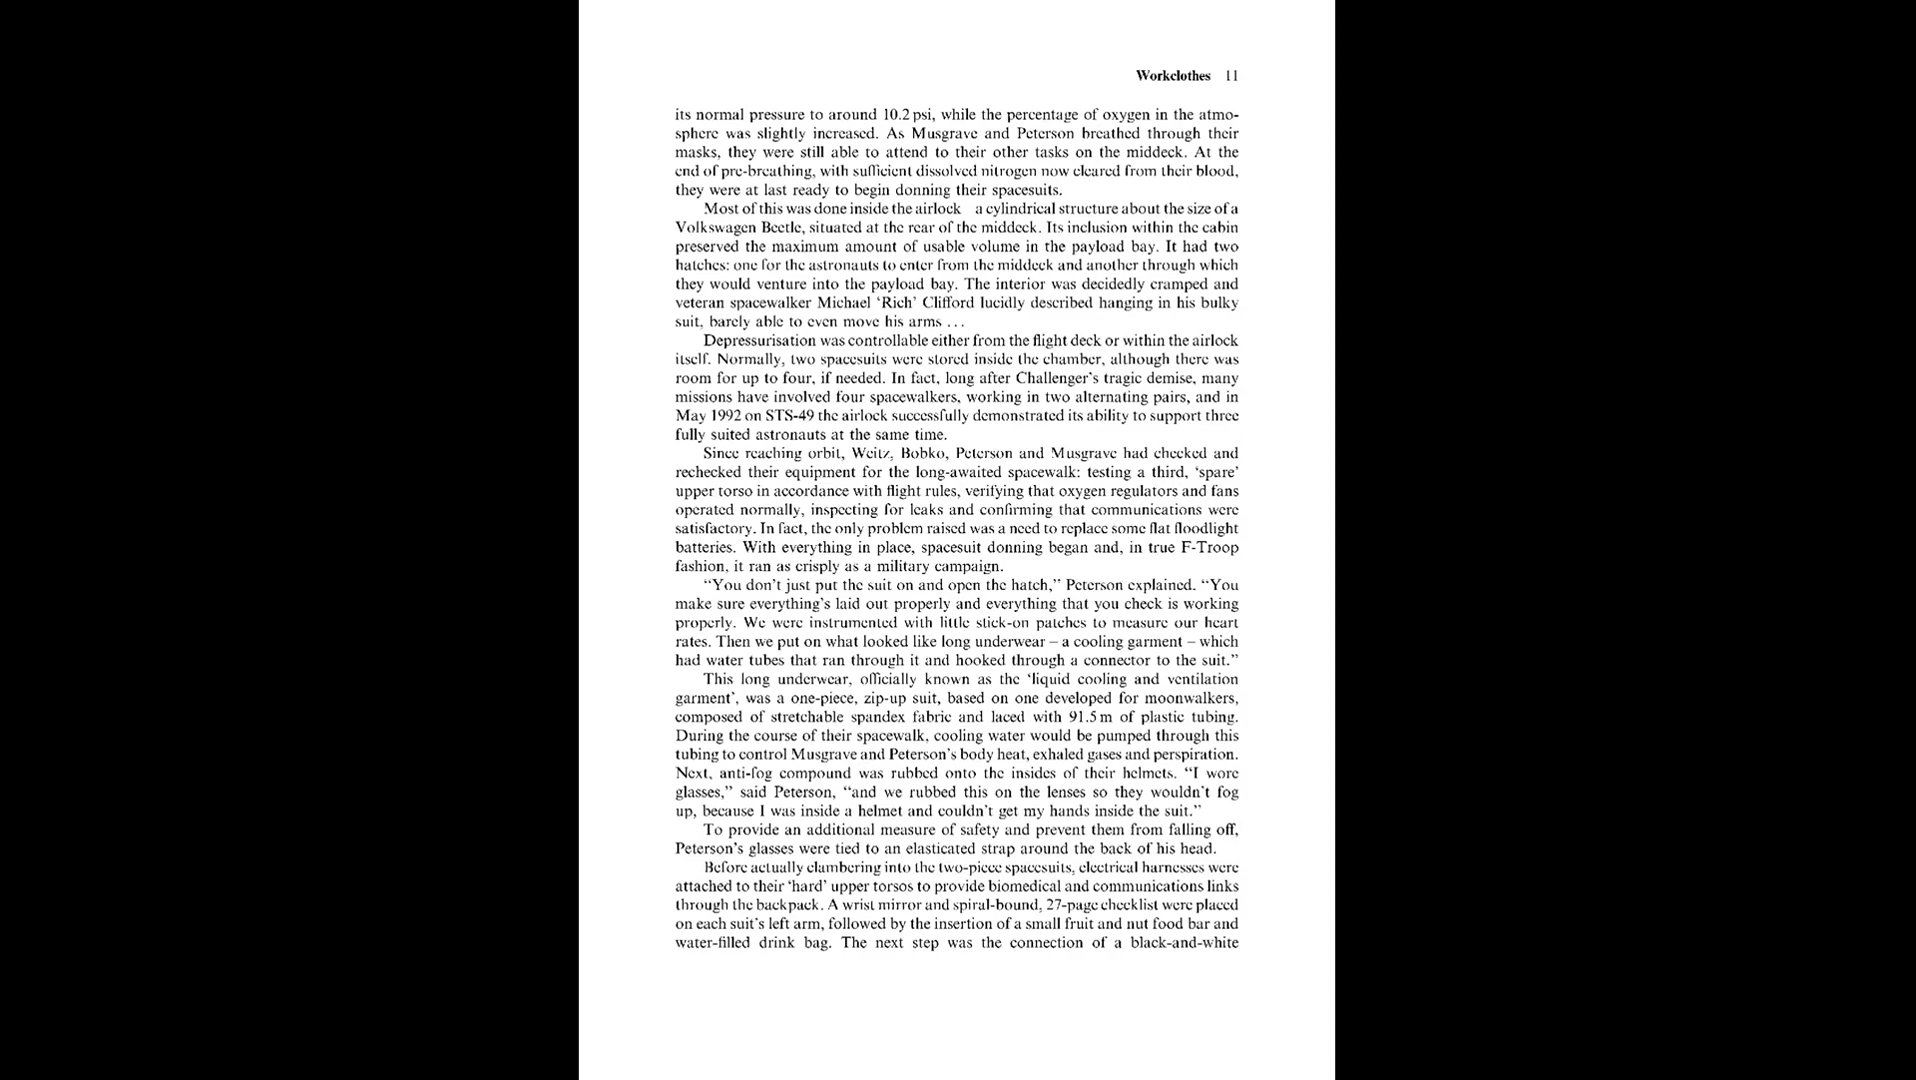 Workclothes 11
its normal pressure to around 10.2 psi, while the percentage of oxygen in the atmo-
sphere was slightly increased. As Musgrave and Peterson breathed through their
masks, they were still able to attend to their other tasks on the middeck. At the
end of pre-breathing, with sufficient dissolved nitrogen now cleared from their blood,
they were at last ready to begin donning their spacesuits.
Most of this was done inside the airlock a cylindrical structure about the size of a
Volkswagen Beetle, situated at the rear of the middeck. Its inclusion within the cabin
preserved the maximum amount of usable volume in the payload bay. It had two
hatches: one for the astronauts to enter from the middeck and another through which
they would venture into the payload bay. The interior was decidedly cramped and
veteran spacewalker Michael ‘Rich’ Clifford lucidly described hanging in his bulky
suit, barely able to even move his arms ...
Depressurisation was controllable either from the flight deck or within the airlock
itself. Normally, two spacesuits were stored inside the chamber, although there was
room for up to four, if needed. In fact, long after Challenger’s tragic demise, many
missions have involved four spacewalkers, working in two alternating pairs, and in
May 1992 on STS-49 the airlock successfully demonstrated its ability to support three
fully suited astronauts at the same time.
Since reaching orbit, Weitz, Bobko, Peterson and Musgrave had checked and
rechecked their equipment for the long-awaited spacewalk: testing a third, ‘spare’
upper torso in accordance with flight rules, verifying that oxygen regulators and fans
operated normally, inspecting for leaks and confirming that communications were
satisfactory. In fact, the only problem raised was a need to replace some flat floodlight
batteries. With everything in place, spacesuit donning began and, in true F-Troop
fashion, it ran as crisply as a military campaign.
“You don’t just put the suit on and open the hatch,” Peterson explained. “You
make sure everything’s laid out properly and everything that you check is working
properly. We were instrumented with little stick-on patches to measure our heart
rates. Then we put on what looked like long underwear – a cooling garment – which
had water tubes that ran through it and hooked through a connector to the suit.”
This long underwear, officially known as the ‘liquid cooling and ventilation
garment’, was a one-piece, zip-up suit, based on one developed for moonwalkers,
composed of stretchable spandex fabric and laced with 91.5 m of plastic tubing.
During the course of their spacewalk, cooling water would be pumped through this
tubing to control Musgrave and Peterson’s body heat, exhaled gases and perspiration.
Next, anti-fog compound was rubbed onto the insides of their helmets. “I wore
glasses,” said Peterson, “and we rubbed this on the lenses so they wouldn’t fog
up, because I was inside a helmet and couldn’t get my hands inside the suit.”
To provide an additional measure of safety and prevent them from falling off,
Peterson’s glasses were tied to an elasticated strap around the back of his head.
Before actually clambering into the two-piece spacesuits, electrical harnesses were
attached to their ‘hard’ upper torsos to provide biomedical and communications links
through the backpack. A wrist mirror and spiral-bound, 27-page checklist were placed
on each suit’s left arm, followed by the insertion of a small fruit and nut food bar and
water-filled drink bag. The next step was the connection of a black-and-white